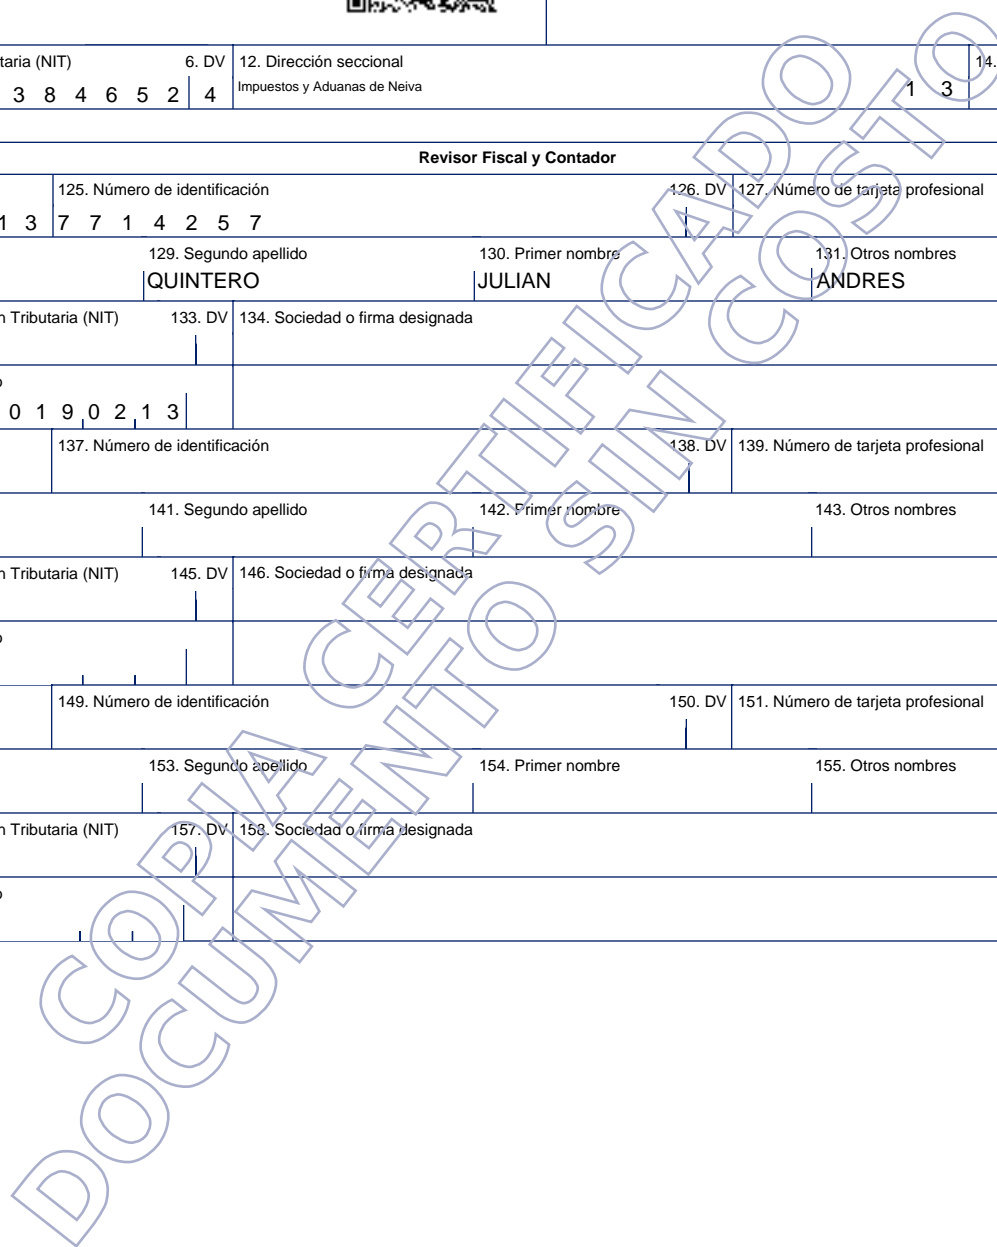 taria (NIT) 6. DV 12. Dirección seccional 14.
3 8 4 6 5 2 4 Impuestos y Aduanas de Neiva 1 3
Revisor Fiscal y Contador
125. Número de identificación 126. DV 127. Número de tarjeta profesional
1 3 7 7 1 4 2 5 7
129. Segundo apellido 130. Primer nombre 131. Otros nombres
QUINTERO JULIAN ANDRES
n Tributaria (NIT) 133. DV 134. Sociedad o firma designada
o
0 1 9 0 2 1 3
137. Número de identificación 138. DV 139. Número de tarjeta profesional
141. Segundo apellido 142. Primer nombre 143. Otros nombres
n Tributaria (NIT) 145. DV 146. Sociedad o firma designada
o
149. Número de identificación 150. DV 151. Número de tarjeta profesional
153. Segundo apellido 154. Primer nombre 155. Otros nombres
n Tributaria (NIT) 157. DV 158. Sociedad o firma designada
o
COPIA CERTIFICADO
DOCUMENTO SIN COSTO